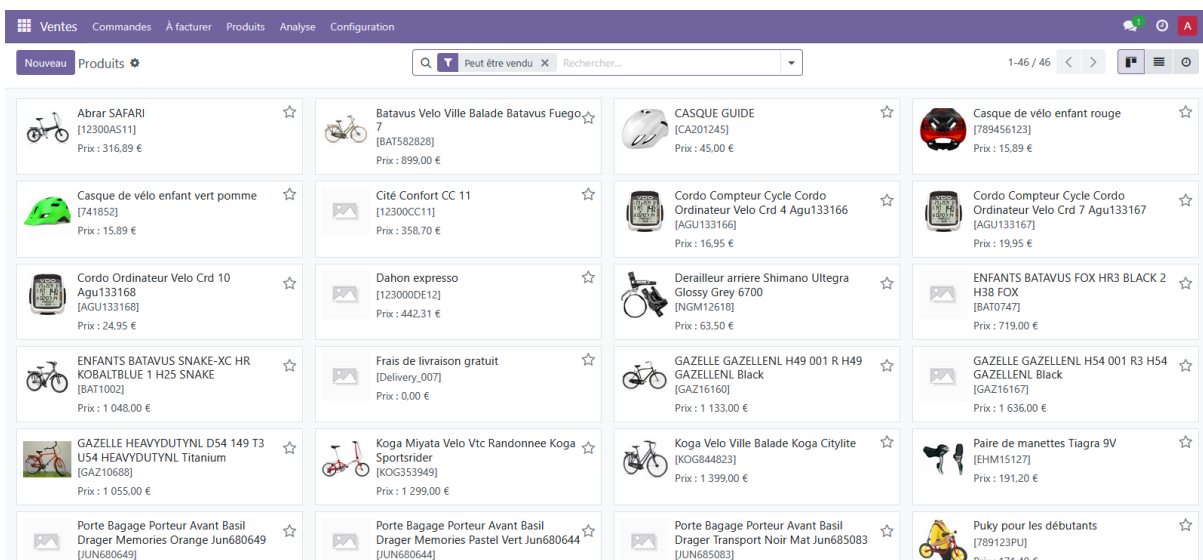 Ventes Commandes À facturer Produits Analyse Configuration 1 A
Nouveau Produits Peut être vendu Rechercher... 1-46 / 46
Abrar SAFARI
[12300AS11]
Prix : 316,89 €
Batavus Velo Ville Balade Batavus Fuego
7
[BAT582828]
Prix : 899,00 €
CASQUE GUIDE
[CA201245]
Prix : 45,00 €
Casque de vélo enfant rouge
[789456123]
Prix : 15,89 €
Casque de vélo enfant vert pomme
[741852]
Prix : 15,89 €
Cité Confort CC 11
[12300CC11]
Prix : 358,70 €
Cordo Compteur Cycle Cordo
Ordinateur Velo Crd 4 Agu133166
[AGU133166]
Prix : 16,95 €
Cordo Compteur Cycle Cordo
Ordinateur Velo Crd 7 Agu133167
[AGU133167]
Prix : 19,95 €
Cordo Ordinateur Velo Crd 10
Agu133168
[AGU133168]
Prix : 24,95 €
Dahon expresso
[123000DE12]
Prix : 442,31 €
Derailleur arriere Shimano Ultegra
Glossy Grey 6700
[NGM12618]
Prix : 63,50 €
ENFANTS BATAVUS FOX HR3 BLACK 2
H38 FOX
[BAT0747]
Prix : 719,00 €
ENFANTS BATAVUS SNAKE-XC HR
KOBALTBLUE 1 H25 SNAKE
[BAT1002]
Prix : 1 048,00 €
Frais de livraison gratuit
[Delivery_007]
Prix : 0,00 €
GAZELLE GAZELLENL H49 001 R H49
GAZELLENL Black
[GAZ16160]
Prix : 1 133,00 €
GAZELLE GAZELLENL H54 001 R3 H54
GAZELLENL Black
[GAZ16167]
Prix : 1 636,00 €
GAZELLE HEAVYDUTYNL D54 149 T3
U54 HEAVYDUTYNL Titanium
[GAZ10688]
Prix : 1 055,00 €
Koga Miyata Velo Vtc Randonnee Koga
Sportsrider
[KOG353949]
Prix : 1 299,00 €
Koga Velo Ville Balade Koga Citylite
[KOG844823]
Prix : 1 399,00 €
Paire de manettes Tiagra 9V
[EHM15127]
Prix : 191,20 €
Porte Bagage Porteur Avant Basil
Drager Memories Orange Jun680649
[JUN680649]
Porte Bagage Porteur Avant Basil
Drager Memories Pastel Vert Jun680644
[JUN680644]
Porte Bagage Porteur Avant Basil
Drager Transport Noir Mat Jun685083
[JUN685083]
Puky pour les débutants
[789123PU]